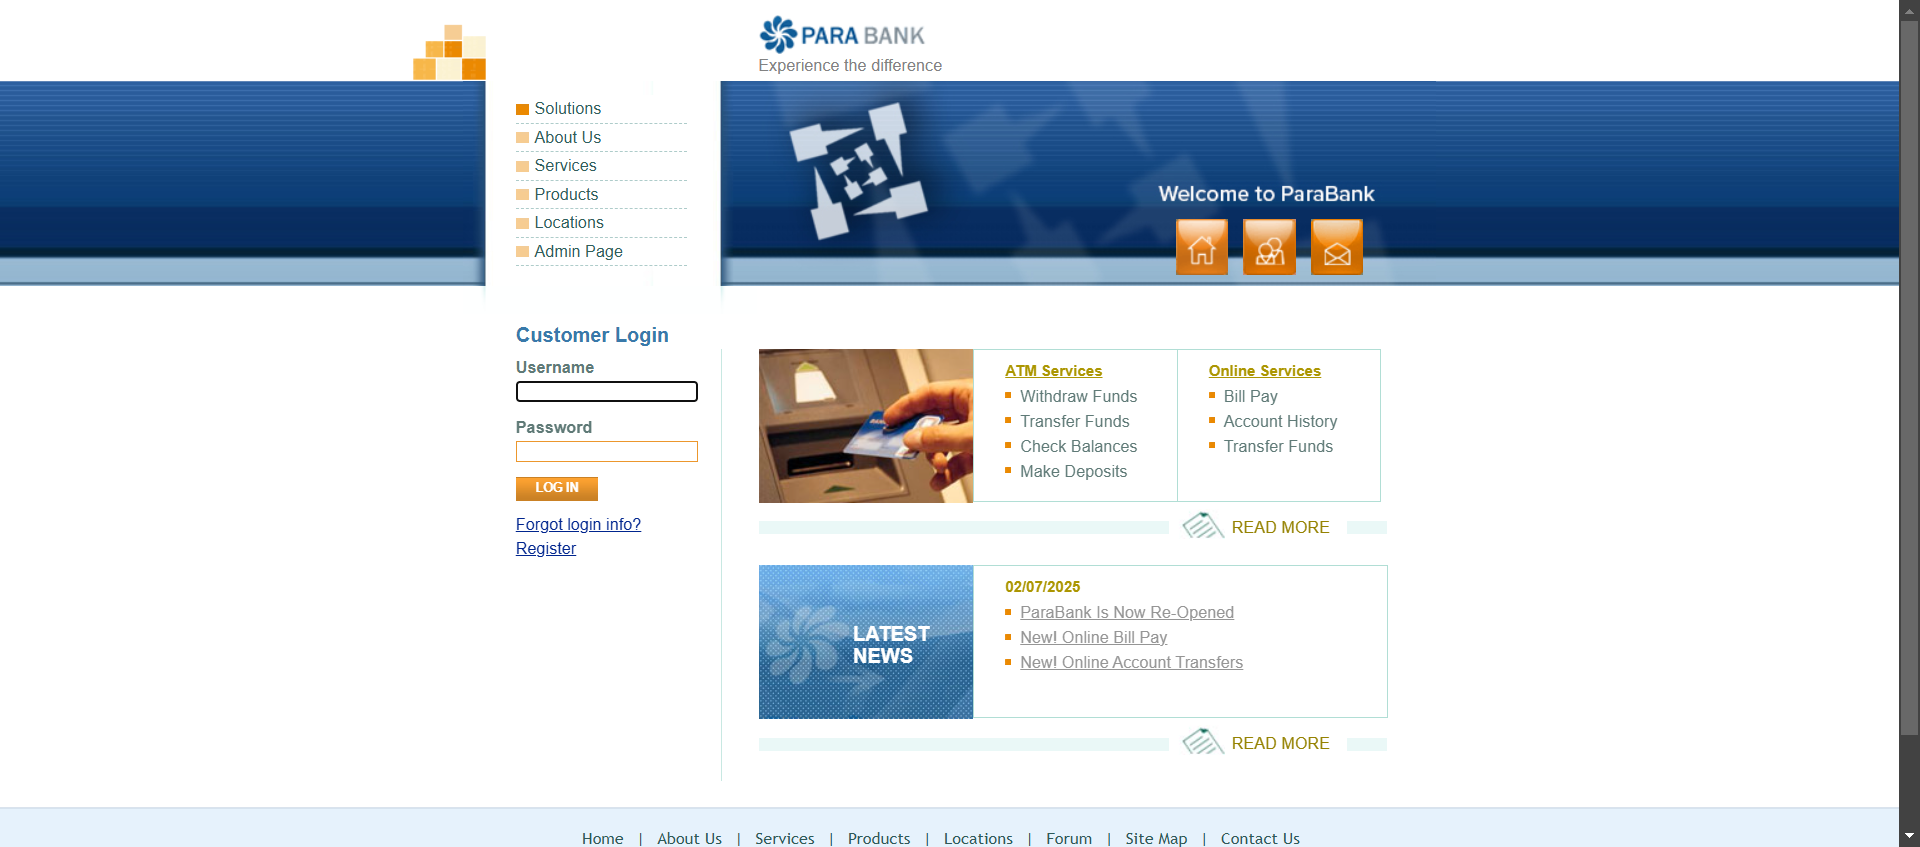 PARA BANK
Experience the difference
Solutions
About Us
Services
Products
Locations
Admin Page
Welcome to ParaBank
Customer Login
Username
Password
LOG IN
Forgot login info?
Register
ATM Services
Withdraw Funds
Transfer Funds
Check Balances
Make Deposits
Online Services
Bill Pay
Account History
Transfer Funds
READ MORE
LATEST
NEWS
02/07/2025
ParaBank Is Now Re-Opened
New! Online Bill Pay
New! Online Account Transfers
READ MORE
Home | About Us | Services | Products | Locations | Forum | Site Map | Contact Us